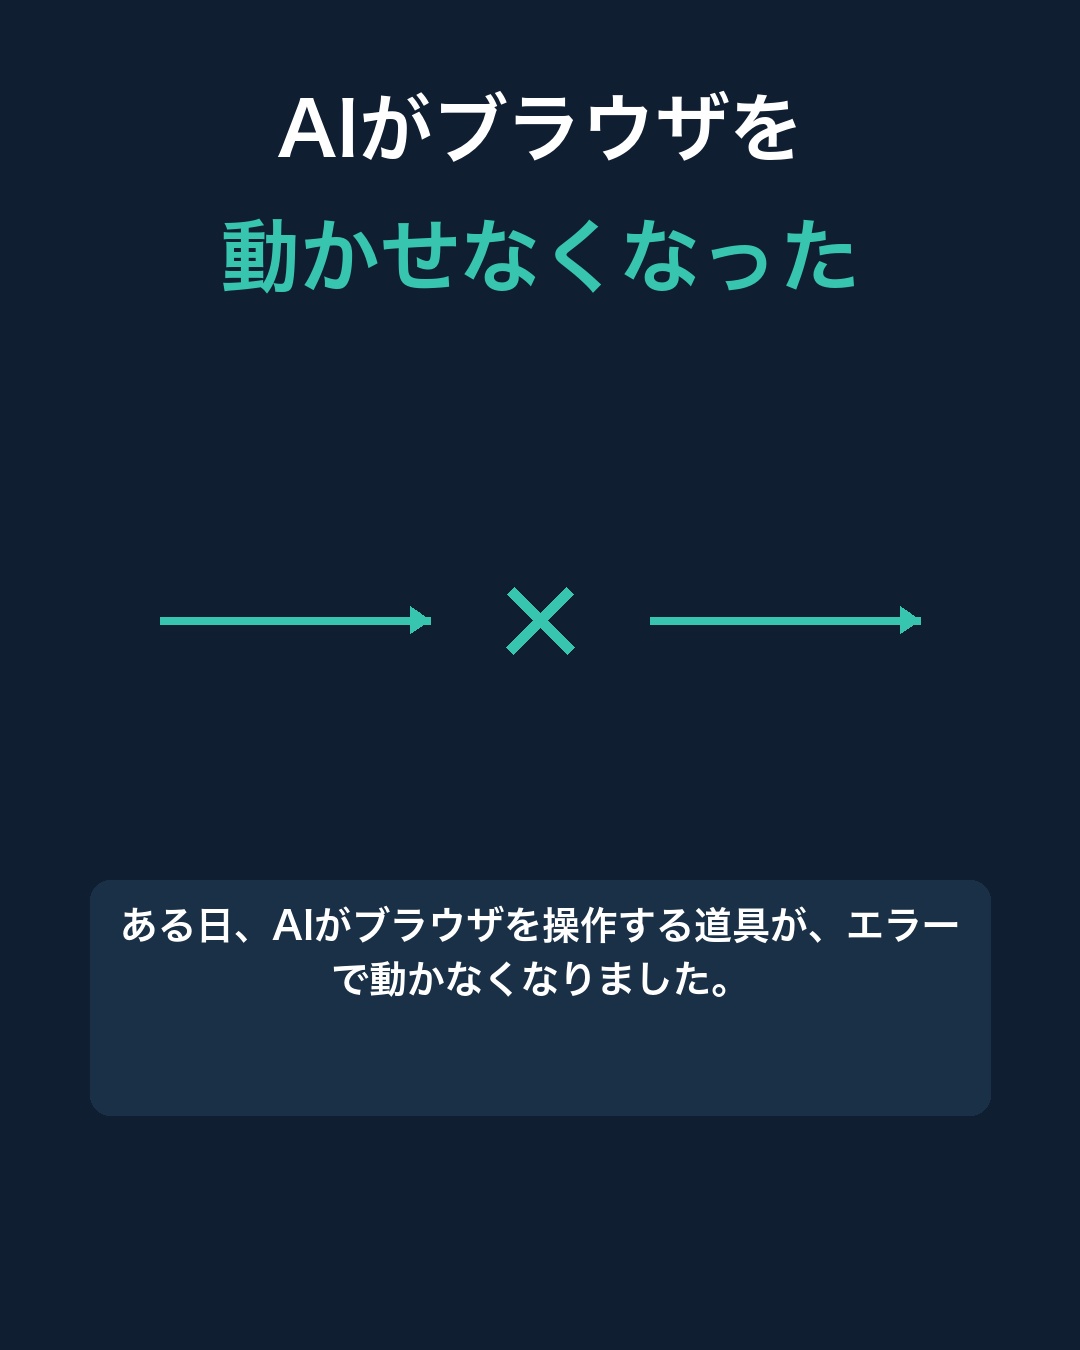 AIがブラウザを
動かせなくなった
ある日、AIがブラウザを操作する道具が、エラー
で動かなくなりました。